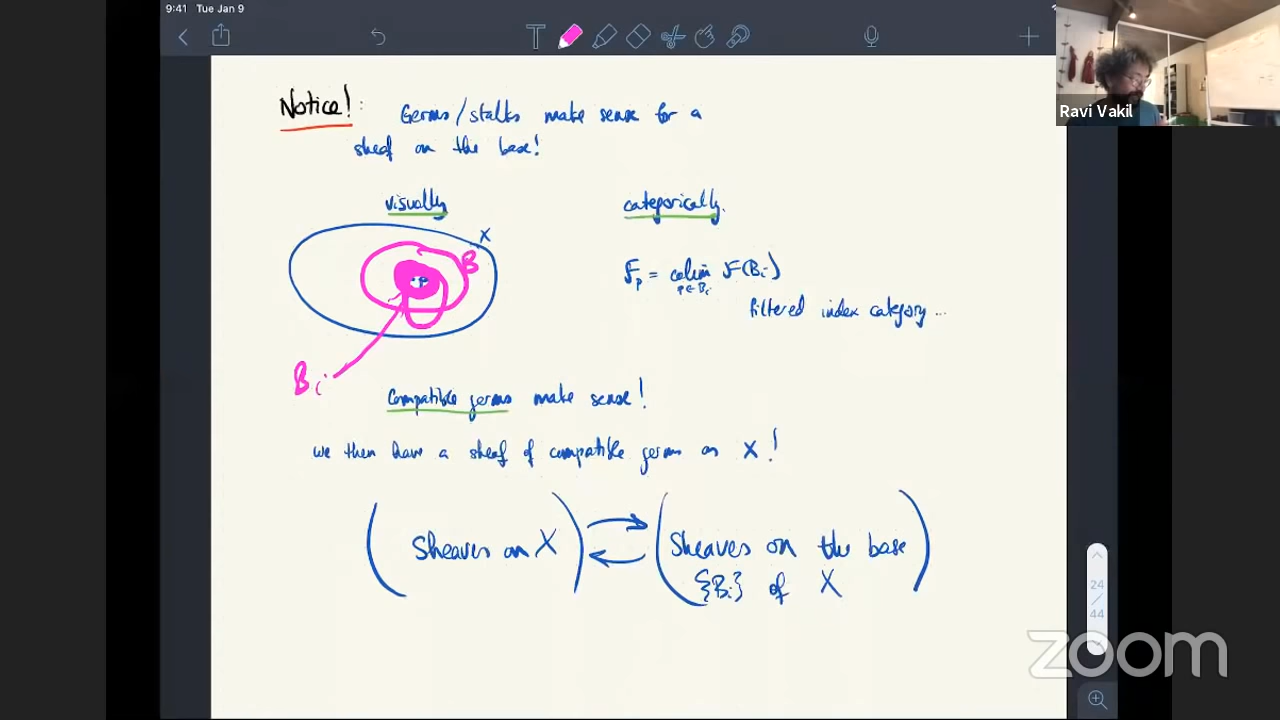 9:41 Tue Jan 9
Ravi Vakil
Notice! : Germs/stalks make sense for a
sheaf on the base!
visually
categorically.
X
B
p
F_p = colim F(B_i)
p∈B_i
filtered index category ...
B_i
Compatible germs make sense!
we then have a sheaf of compatible germs on X!
(Sheaves on X) ⇄ (Sheaves on the base
{B_i} of X)
24
/
44
zoom